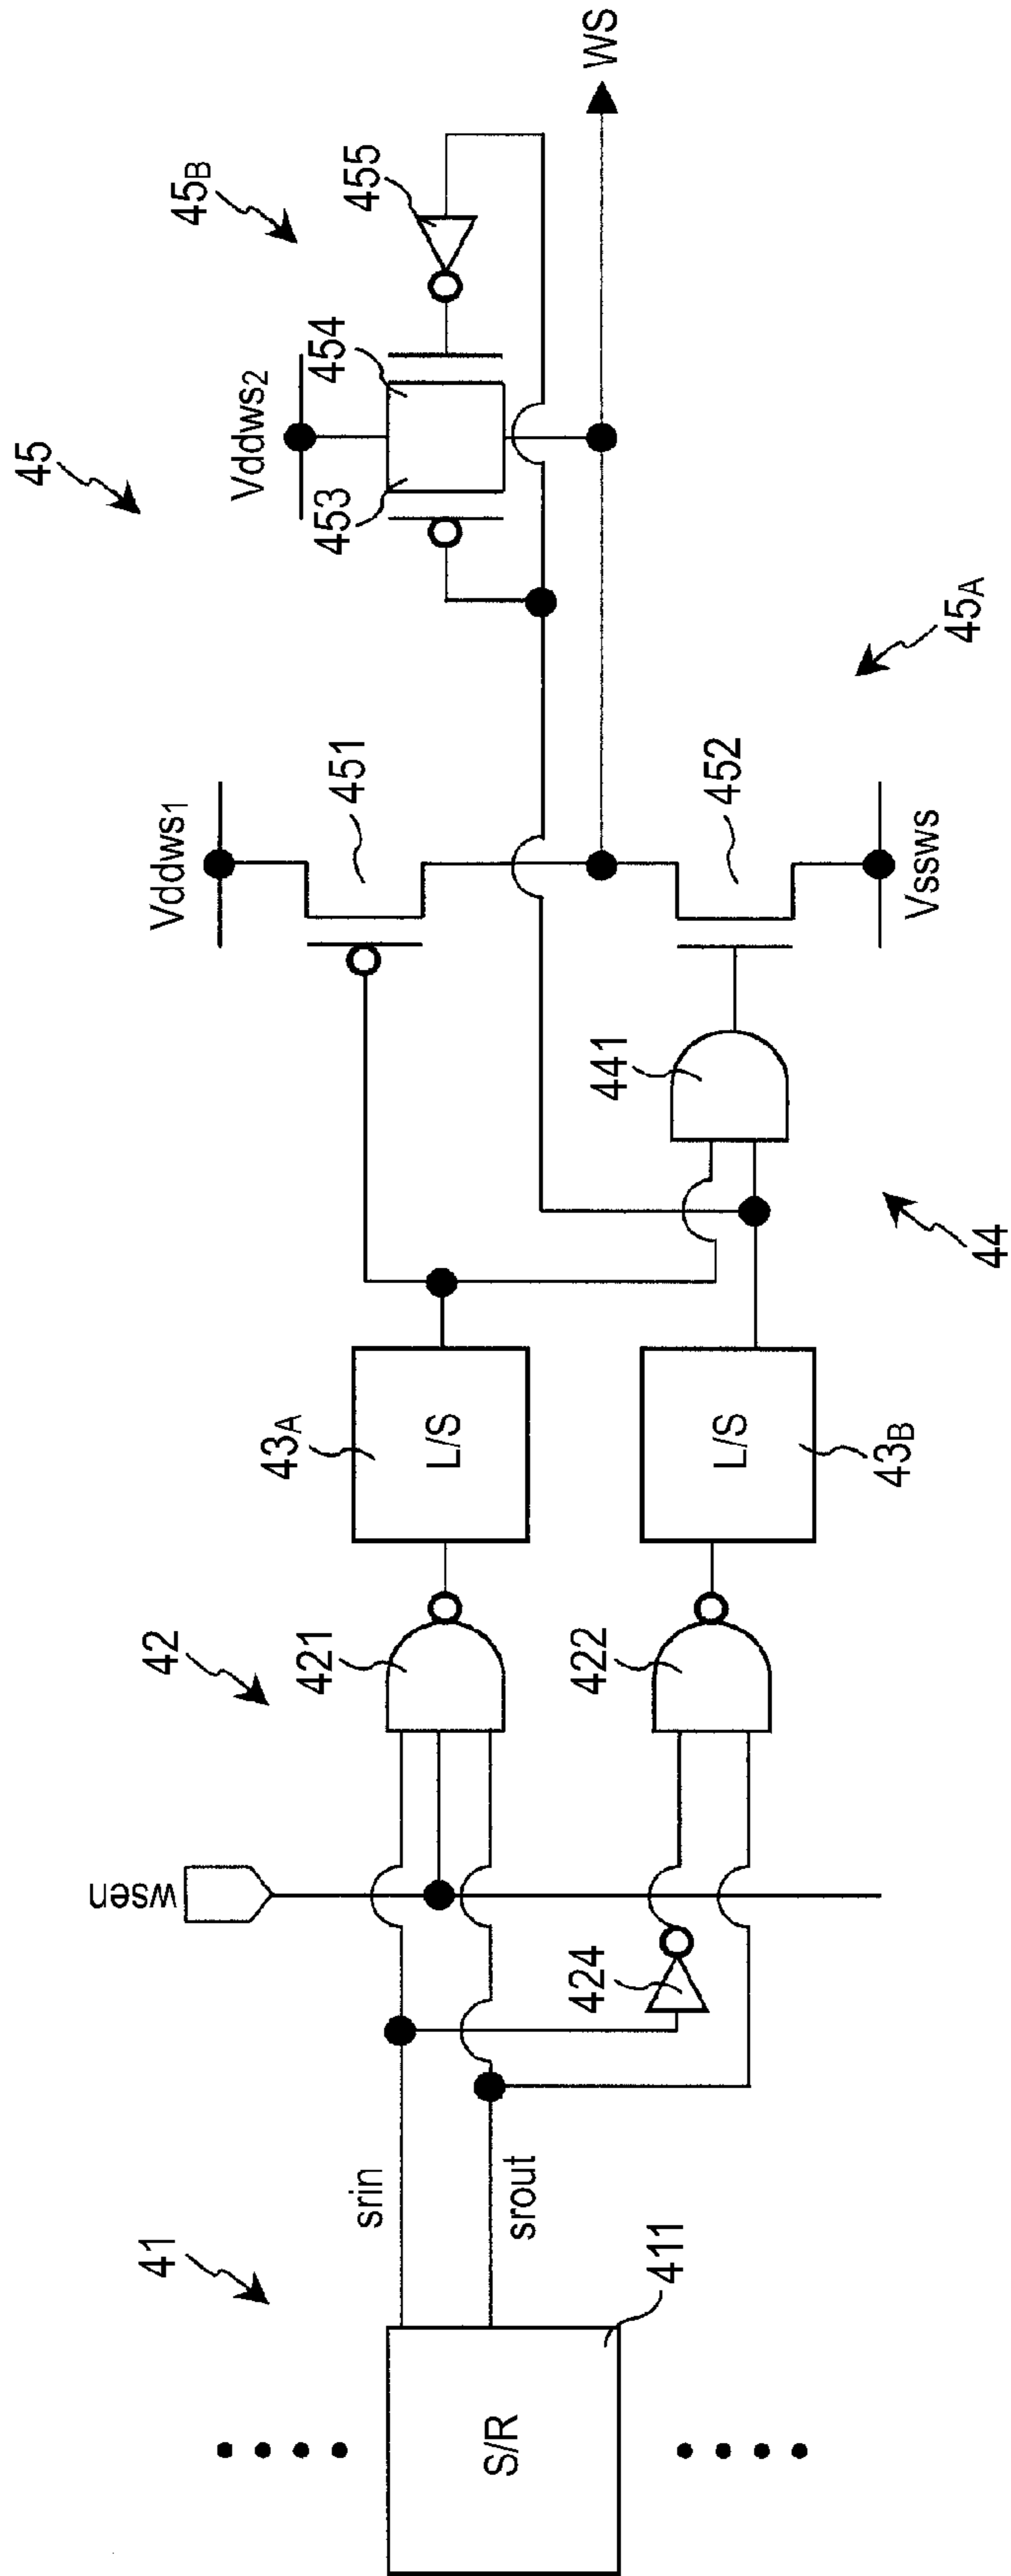 45
45B
Vddws1
Vddws2
42
43A
451
453
454
455
41
wsen
421
WS
srin
L/S
srout
S/R
411
424
422
L/S
43B
441
452
45A
Vssws
44